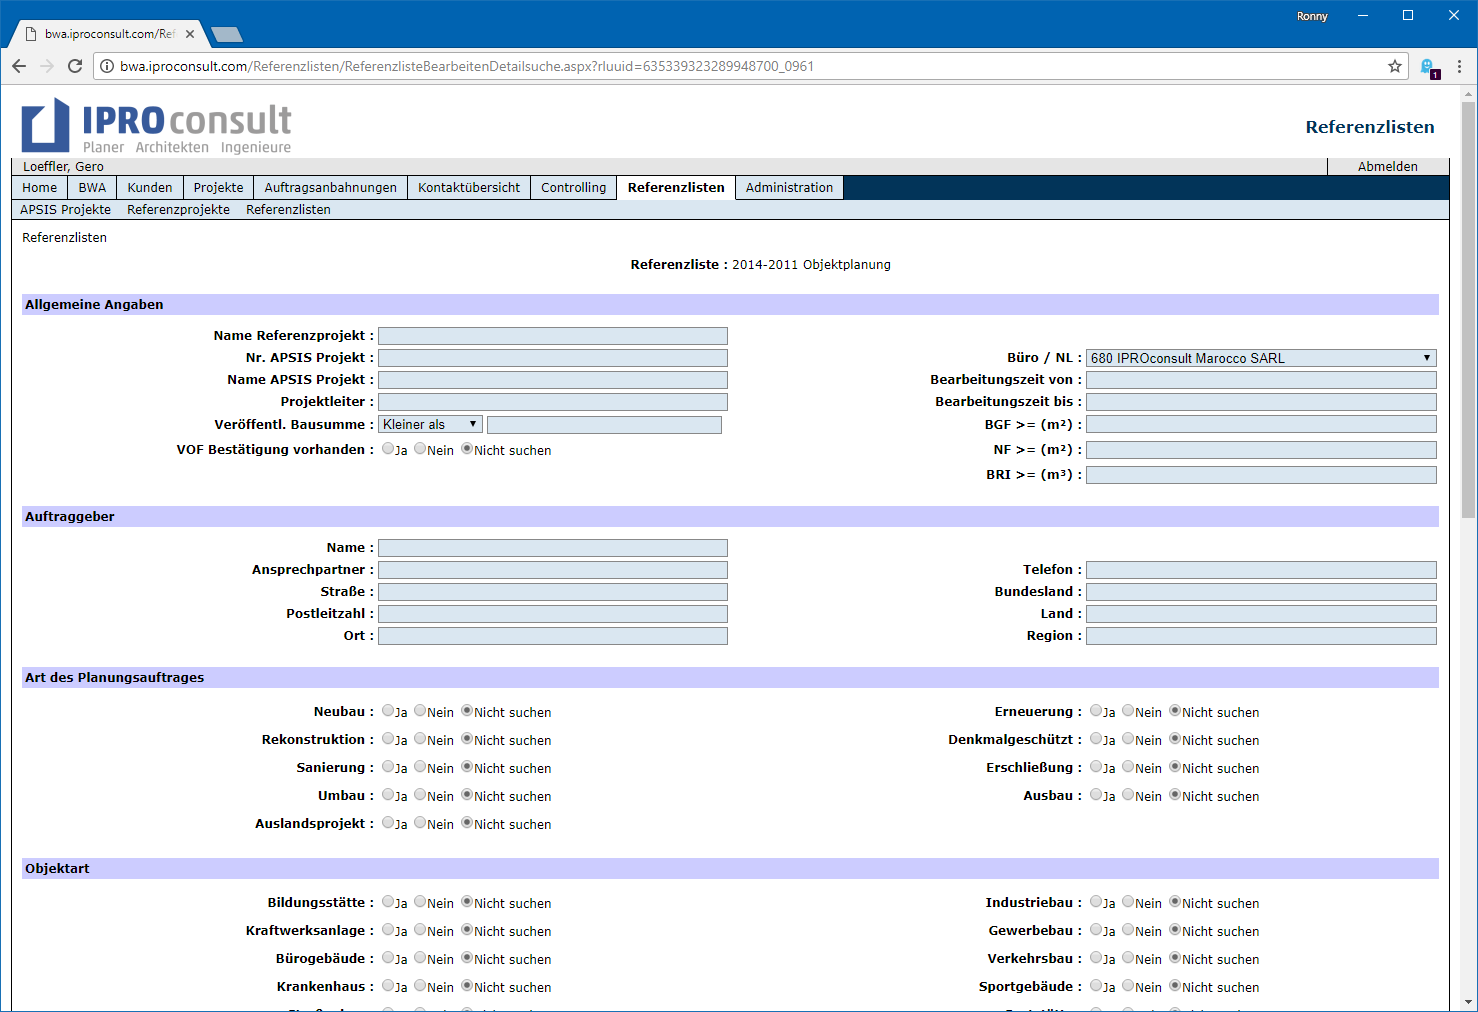 Ronny
bwa.iproconsult.com/Ref
bwa.iproconsult.com/Referenzlisten/ReferenzlisteBearbeitenDetailsuche.aspx?rluuid=635339323289948700_0961
1
IPROconsult
Planer Architekten Ingenieure
Referenzlisten
Loeffler, Gero
Abmelden
Home BWA Kunden Projekte Auftragsanbahnungen Kontaktübersicht Controlling Referenzlisten Administration
APSIS Projekte Referenzprojekte Referenzlisten
Referenzlisten
Referenzliste : 2014-2011 Objektplanung
Allgemeine Angaben
Name Referenzprojekt :
Nr. APSIS Projekt : Büro / NL : 680 IPROconsult Marocco SARL
Name APSIS Projekt : Bearbeitungszeit von :
Projektleiter : Bearbeitungszeit bis :
Veröffentl. Bausumme : Kleiner als BGF >= (m²) :
VOF Bestätigung vorhanden : Ja Nein Nicht suchen NF >= (m²) :
BRI >= (m³) :
Auftraggeber
Name :
Ansprechpartner : Telefon :
Straße : Bundesland :
Postleitzahl : Land :
Ort : Region :
Art des Planungsauftrages
Neubau : Ja Nein Nicht suchen Erneuerung : Ja Nein Nicht suchen
Rekonstruktion : Ja Nein Nicht suchen Denkmalgeschützt : Ja Nein Nicht suchen
Sanierung : Ja Nein Nicht suchen Erschließung : Ja Nein Nicht suchen
Umbau : Ja Nein Nicht suchen Ausbau : Ja Nein Nicht suchen
Auslandsprojekt : Ja Nein Nicht suchen
Objektart
Bildungsstätte : Ja Nein Nicht suchen Industriebau : Ja Nein Nicht suchen
Kraftwerksanlage : Ja Nein Nicht suchen Gewerbebau : Ja Nein Nicht suchen
Bürogebäude : Ja Nein Nicht suchen Verkehrsbau : Ja Nein Nicht suchen
Krankenhaus : Ja Nein Nicht suchen Sportgebäude : Ja Nein Nicht suchen